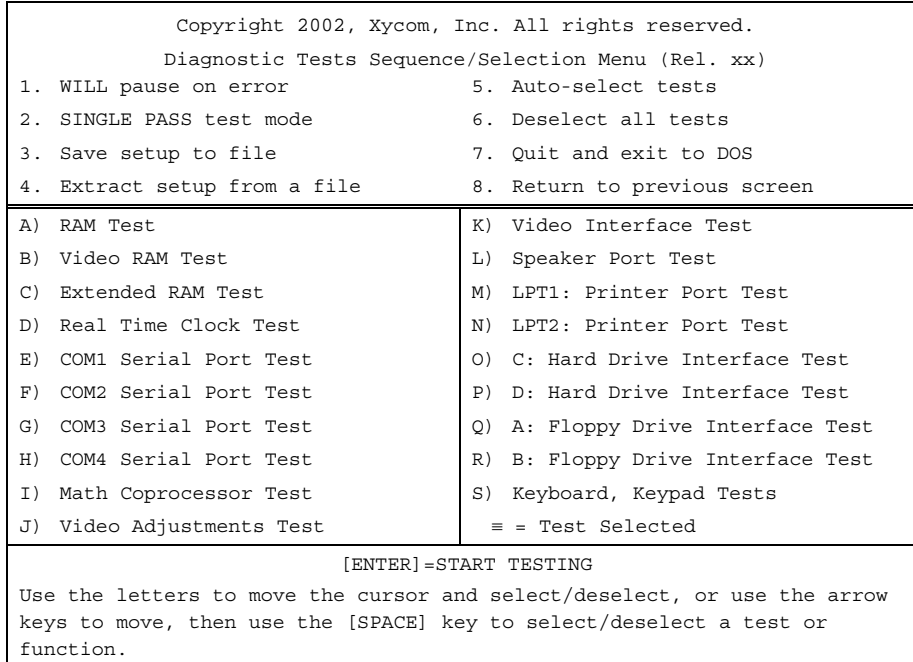 Copyright 2002, Xycom, Inc. All rights reserved.
Diagnostic Tests Sequence/Selection Menu (Rel. xx)
1. WILL pause on error
2. SINGLE PASS test mode
3. Save setup to file
4. Extract setup from a file
5. Auto-select tests
6. Deselect all tests
7. Quit and exit to DOS
8. Return to previous screen
A) RAM Test
B) Video RAM Test
C) Extended RAM Test
D) Real Time Clock Test
E) COM1 Serial Port Test
F) COM2 Serial Port Test
G) COM3 Serial Port Test
H) COM4 Serial Port Test
I) Math Coprocessor Test
J) Video Adjustments Test
K) Video Interface Test
L) Speaker Port Test
M) LPT1: Printer Port Test
N) LPT2: Printer Port Test
O) C: Hard Drive Interface Test
P) D: Hard Drive Interface Test
Q) A: Floppy Drive Interface Test
R) B: Floppy Drive Interface Test
S) Keyboard, Keypad Tests
≡ = Test Selected
[ENTER]=START TESTING
Use the letters to move the cursor and select/deselect, or use the arrow
keys to move, then use the [SPACE] key to select/deselect a test or
function.